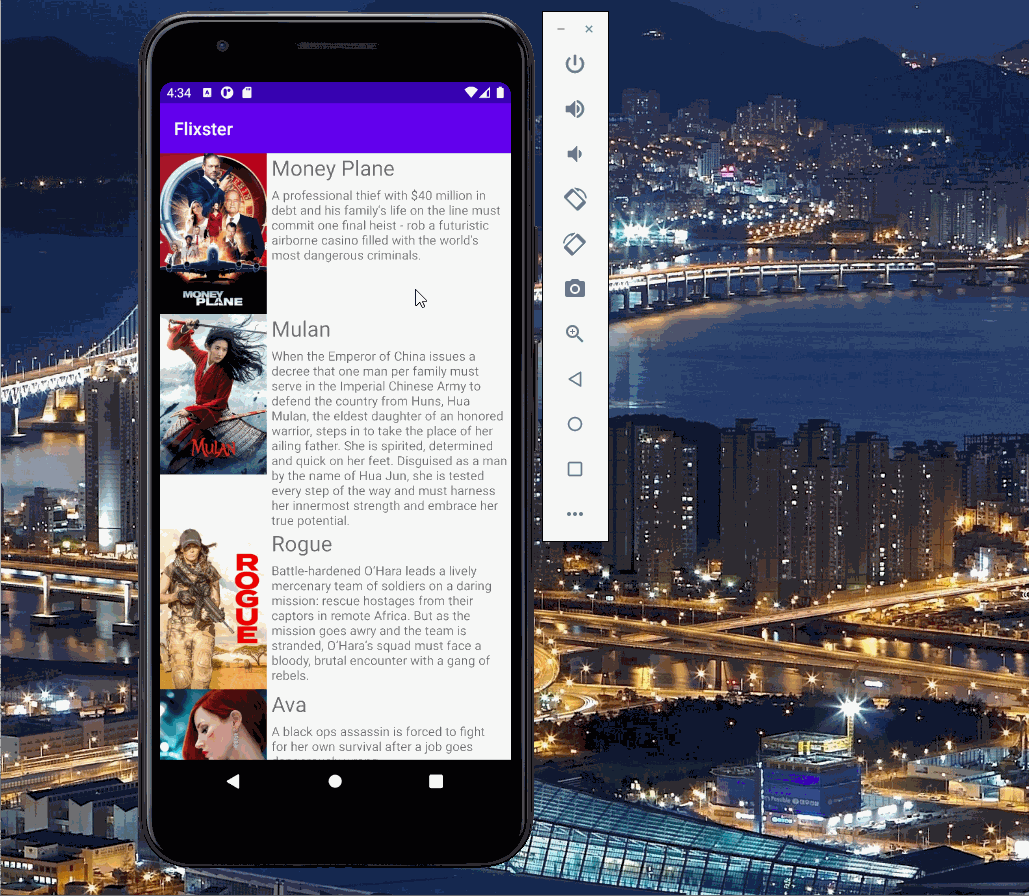 4:34
Flixster
MONEY
PLANE
Money Plane
A professional thief with $40 million in
debt and his family's life on the line must
commit one final heist - rob a futuristic
airborne casino filled with the world's
most dangerous criminals.
MULAN
Mulan
When the Emperor of China issues a
decree that one man per family must
serve in the Imperial Chinese Army to
defend the country from Huns, Hua
Mulan, the eldest daughter of an honored
warrior, steps in to take the place of her
ailing father. She is spirited, determined
and quick on her feet. Disguised as a man
by the name of Hua Jun, she is tested
every step of the way and must harness
her innermost strength and embrace her
true potential.
ROGUE
Rogue
Battle-hardened O'Hara leads a lively
mercenary team of soldiers on a daring
mission: rescue hostages from their
captors in remote Africa. But as the
mission goes awry and the team is
stranded, O'Hara's squad must face a
bloody, brutal encounter with a gang of
rebels.
Ava
A black ops assassin is forced to fight
for her own survival after a job goes